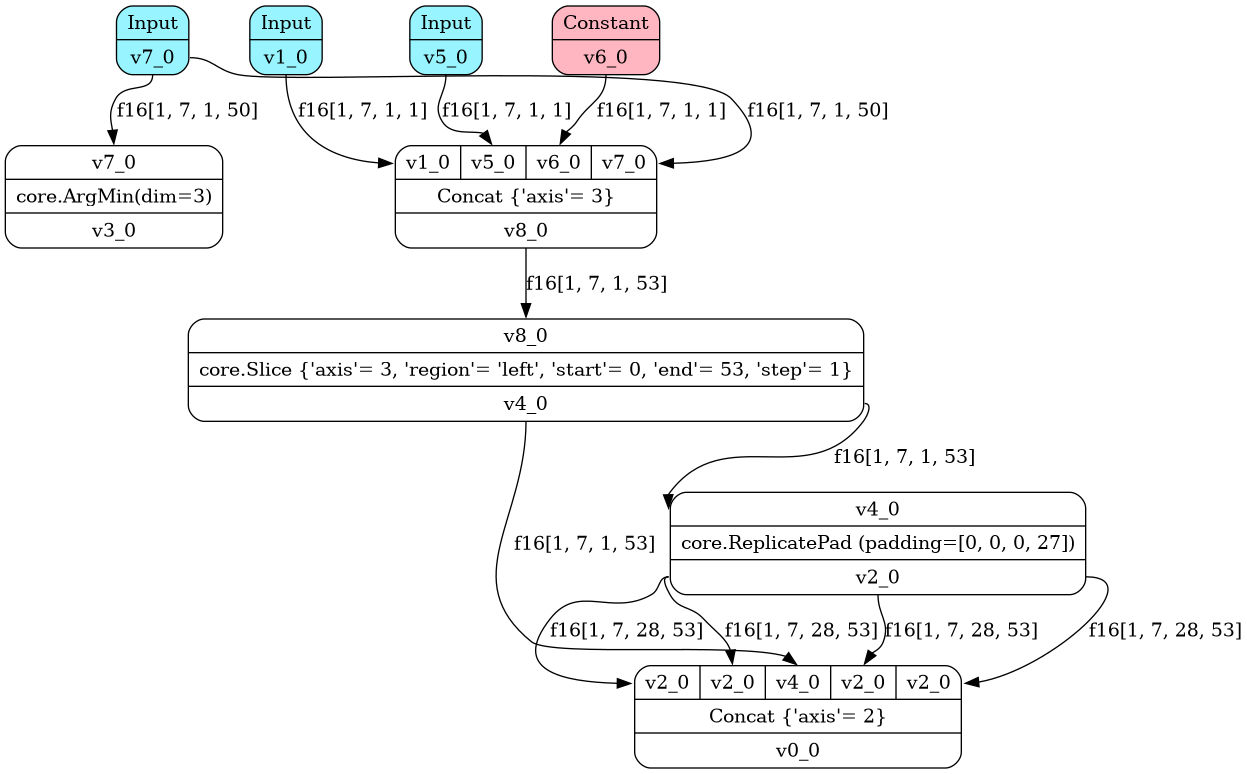 Input
v7_0
Input
v1_0
Input
v5_0
Constant
v6_0
f16[1, 7, 1, 50]
f16[1, 7, 1, 1]
f16[1, 7, 1, 1]
f16[1, 7, 1, 1]
f16[1, 7, 1, 50]
v7_0
core.ArgMin(dim=3)
v3_0
v1_0 v5_0 v6_0 v7_0
Concat {'axis'= 3}
v8_0
f16[1, 7, 1, 53]
v8_0
core.Slice {'axis'= 3, 'region'= 'left', 'start'= 0, 'end'= 53, 'step'= 1}
v4_0
f16[1, 7, 1, 53]
f16[1, 7, 1, 53]
v4_0
core.ReplicatePad (padding=[0, 0, 0, 27])
v2_0
f16[1, 7, 28, 53]
f16[1, 7, 28, 53]
f16[1, 7, 28, 53]
f16[1, 7, 28, 53]
v2_0 v2_0 v4_0 v2_0 v2_0
Concat {'axis'= 2}
v0_0